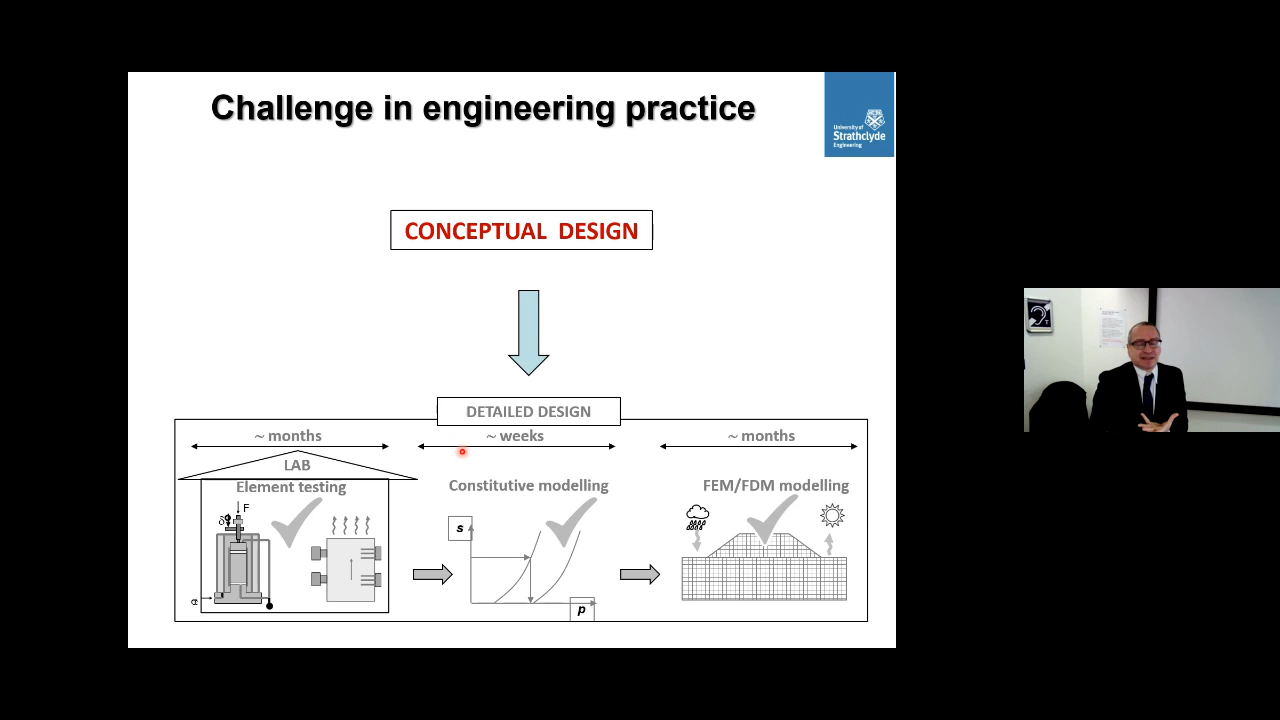 Challenge in engineering practice
University of
Strathclyde
Engineering
CONCEPTUAL DESIGN
DETAILED DESIGN
~ months
~ weeks
~ months
LAB
Element testing
Constitutive modelling
FEM/FDM modelling
F
δ
s
p
T